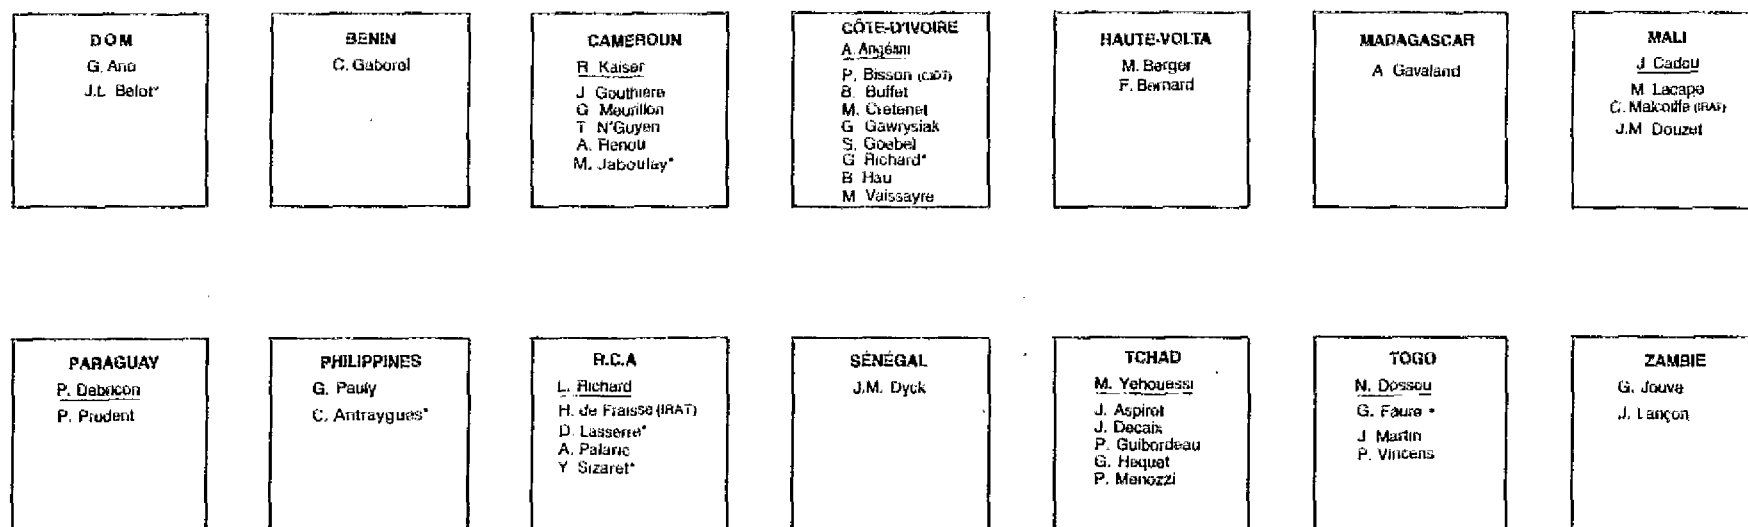 DOM
G. Ano
J.L. Belot*
BENIN
C. Gaborel
CAMEROUN
R. Kaiser
J. Gouthiere
G. Mourillon
T. N'Guyen
A. Renou
M. Jaboulay*
CÔTE-D'IVOIRE
A. Angélini
P. Bisson (CIDT)
B. Buffet
M. Cretenet
G. Gawrysiak
S. Goebel
G. Richard*
B. Hau
M. Vaissayre
HAUTE-VOLTA
M. Berger
F. Bernard
MADAGASCAR
A. Gavaland
MALI
J. Cadou
M. Lacape
C. (IRAT)
J.M. Douzet
PARAGUAY
P. Debricon
P. Prudent
PHILIPPINES
G. Pauly
C. Antraygues*
R.C.A
L. Richard
H. de Fraisse (IRAT)
D. Lasserre*
A. Palaric
Y. Sizaret*
SÉNÉGAL
J.M. Dyck
TCHAD
M. Yehouessi
J. Aspirot
J. Decaix
P. Guibordeau
G. Hequet
P. Menozzi
TOGO
N. Dossou
G. Faure *
J. Martin
P. Vincens
ZAMBIE
G. Jouve
J. Lançon